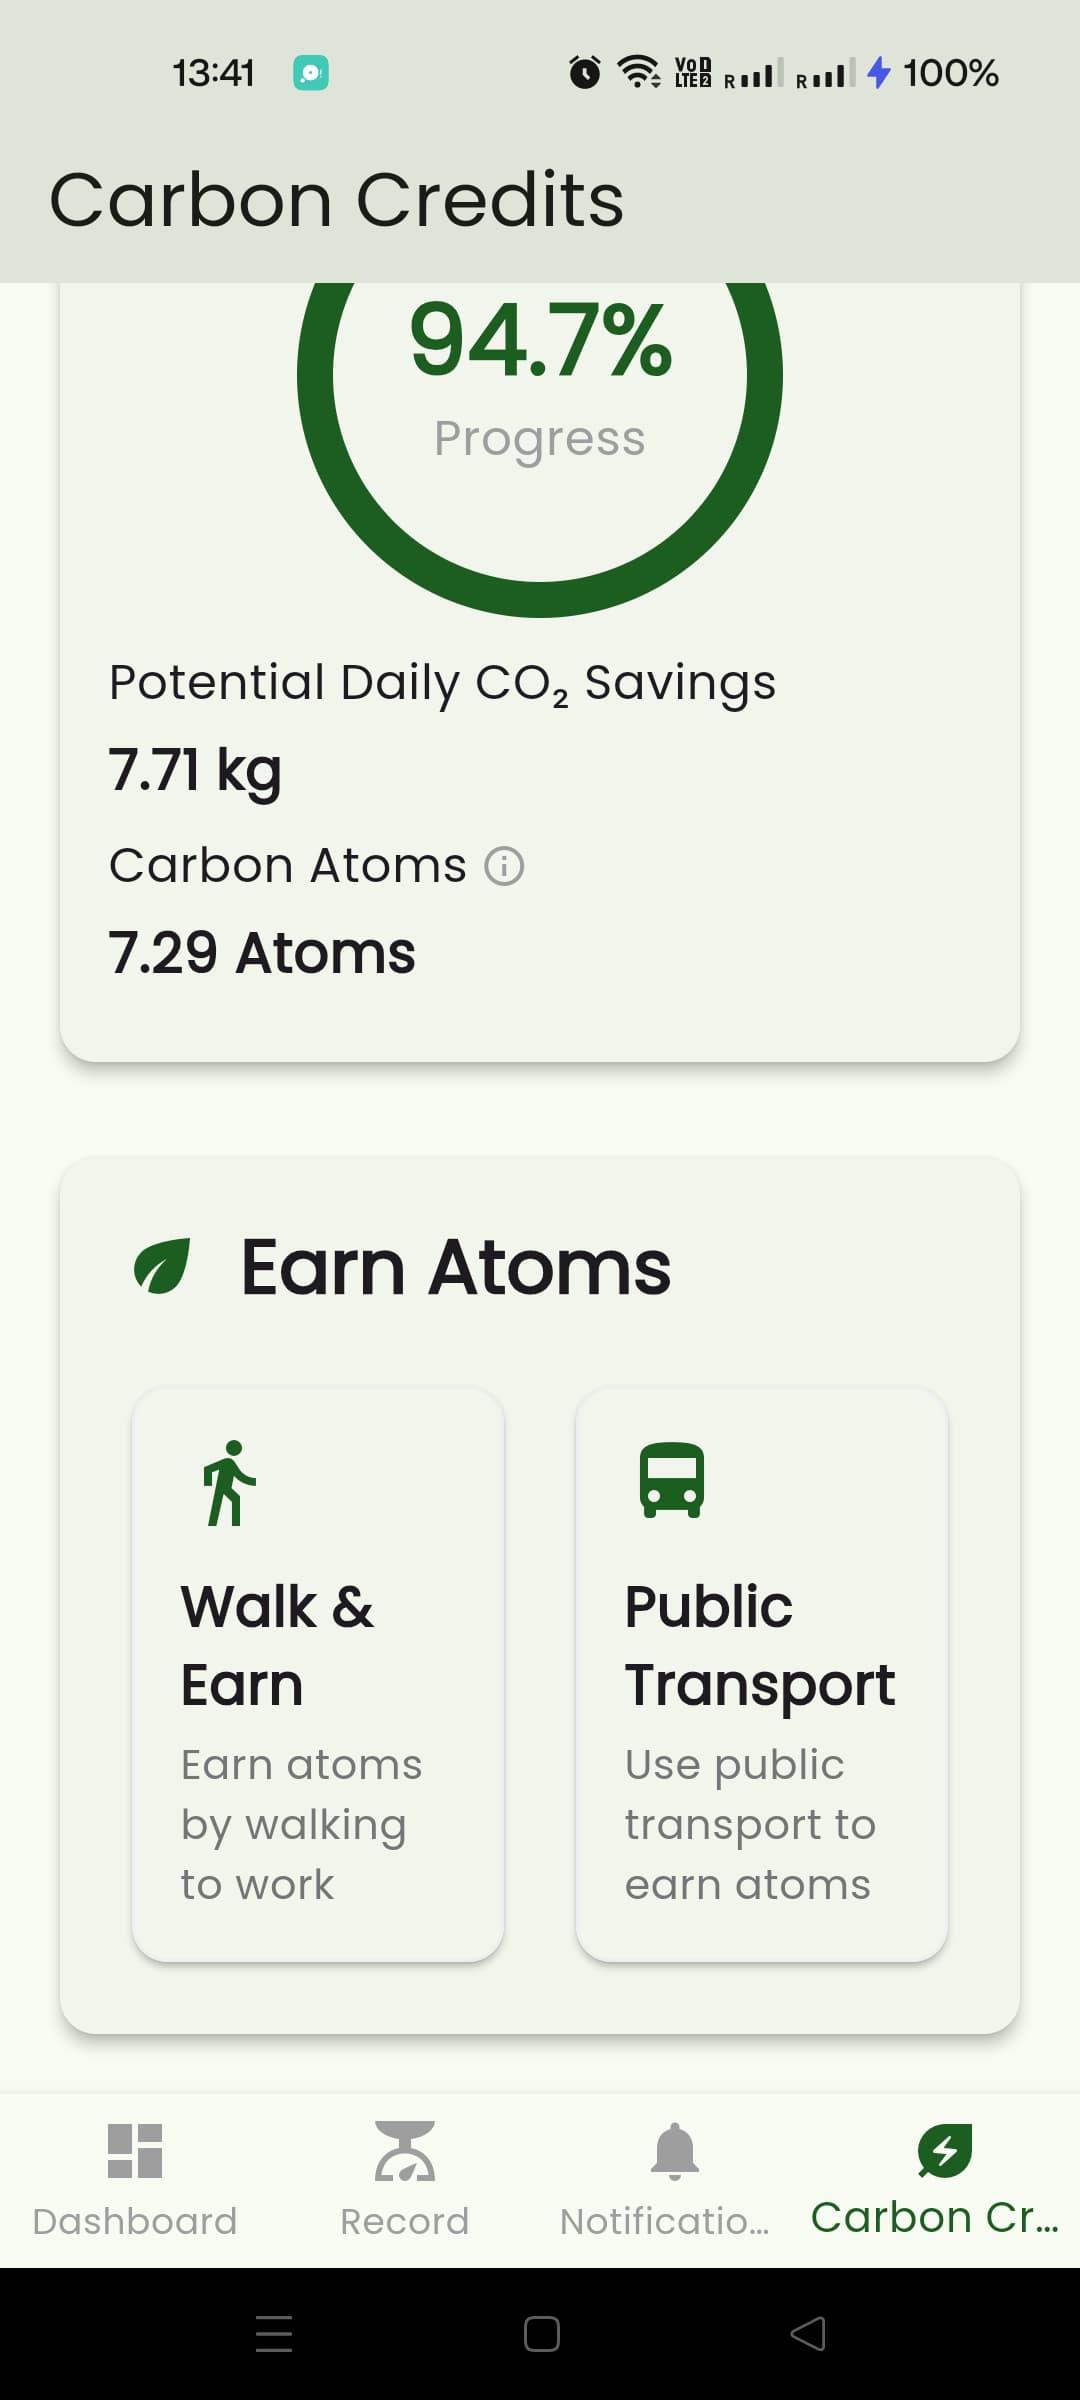 13:41
VoD
LTE2
R
R
100%
Carbon Credits
94.7%
Progress
Potential Daily CO₂ Savings
7.71 kg
Carbon Atoms
7.29 Atoms
Earn Atoms
Walk &
Earn
Earn atoms
by walking
to work
Public
Transport
Use public
transport to
earn atoms
Dashboard
Record
Notificatio...
Carbon Cr...